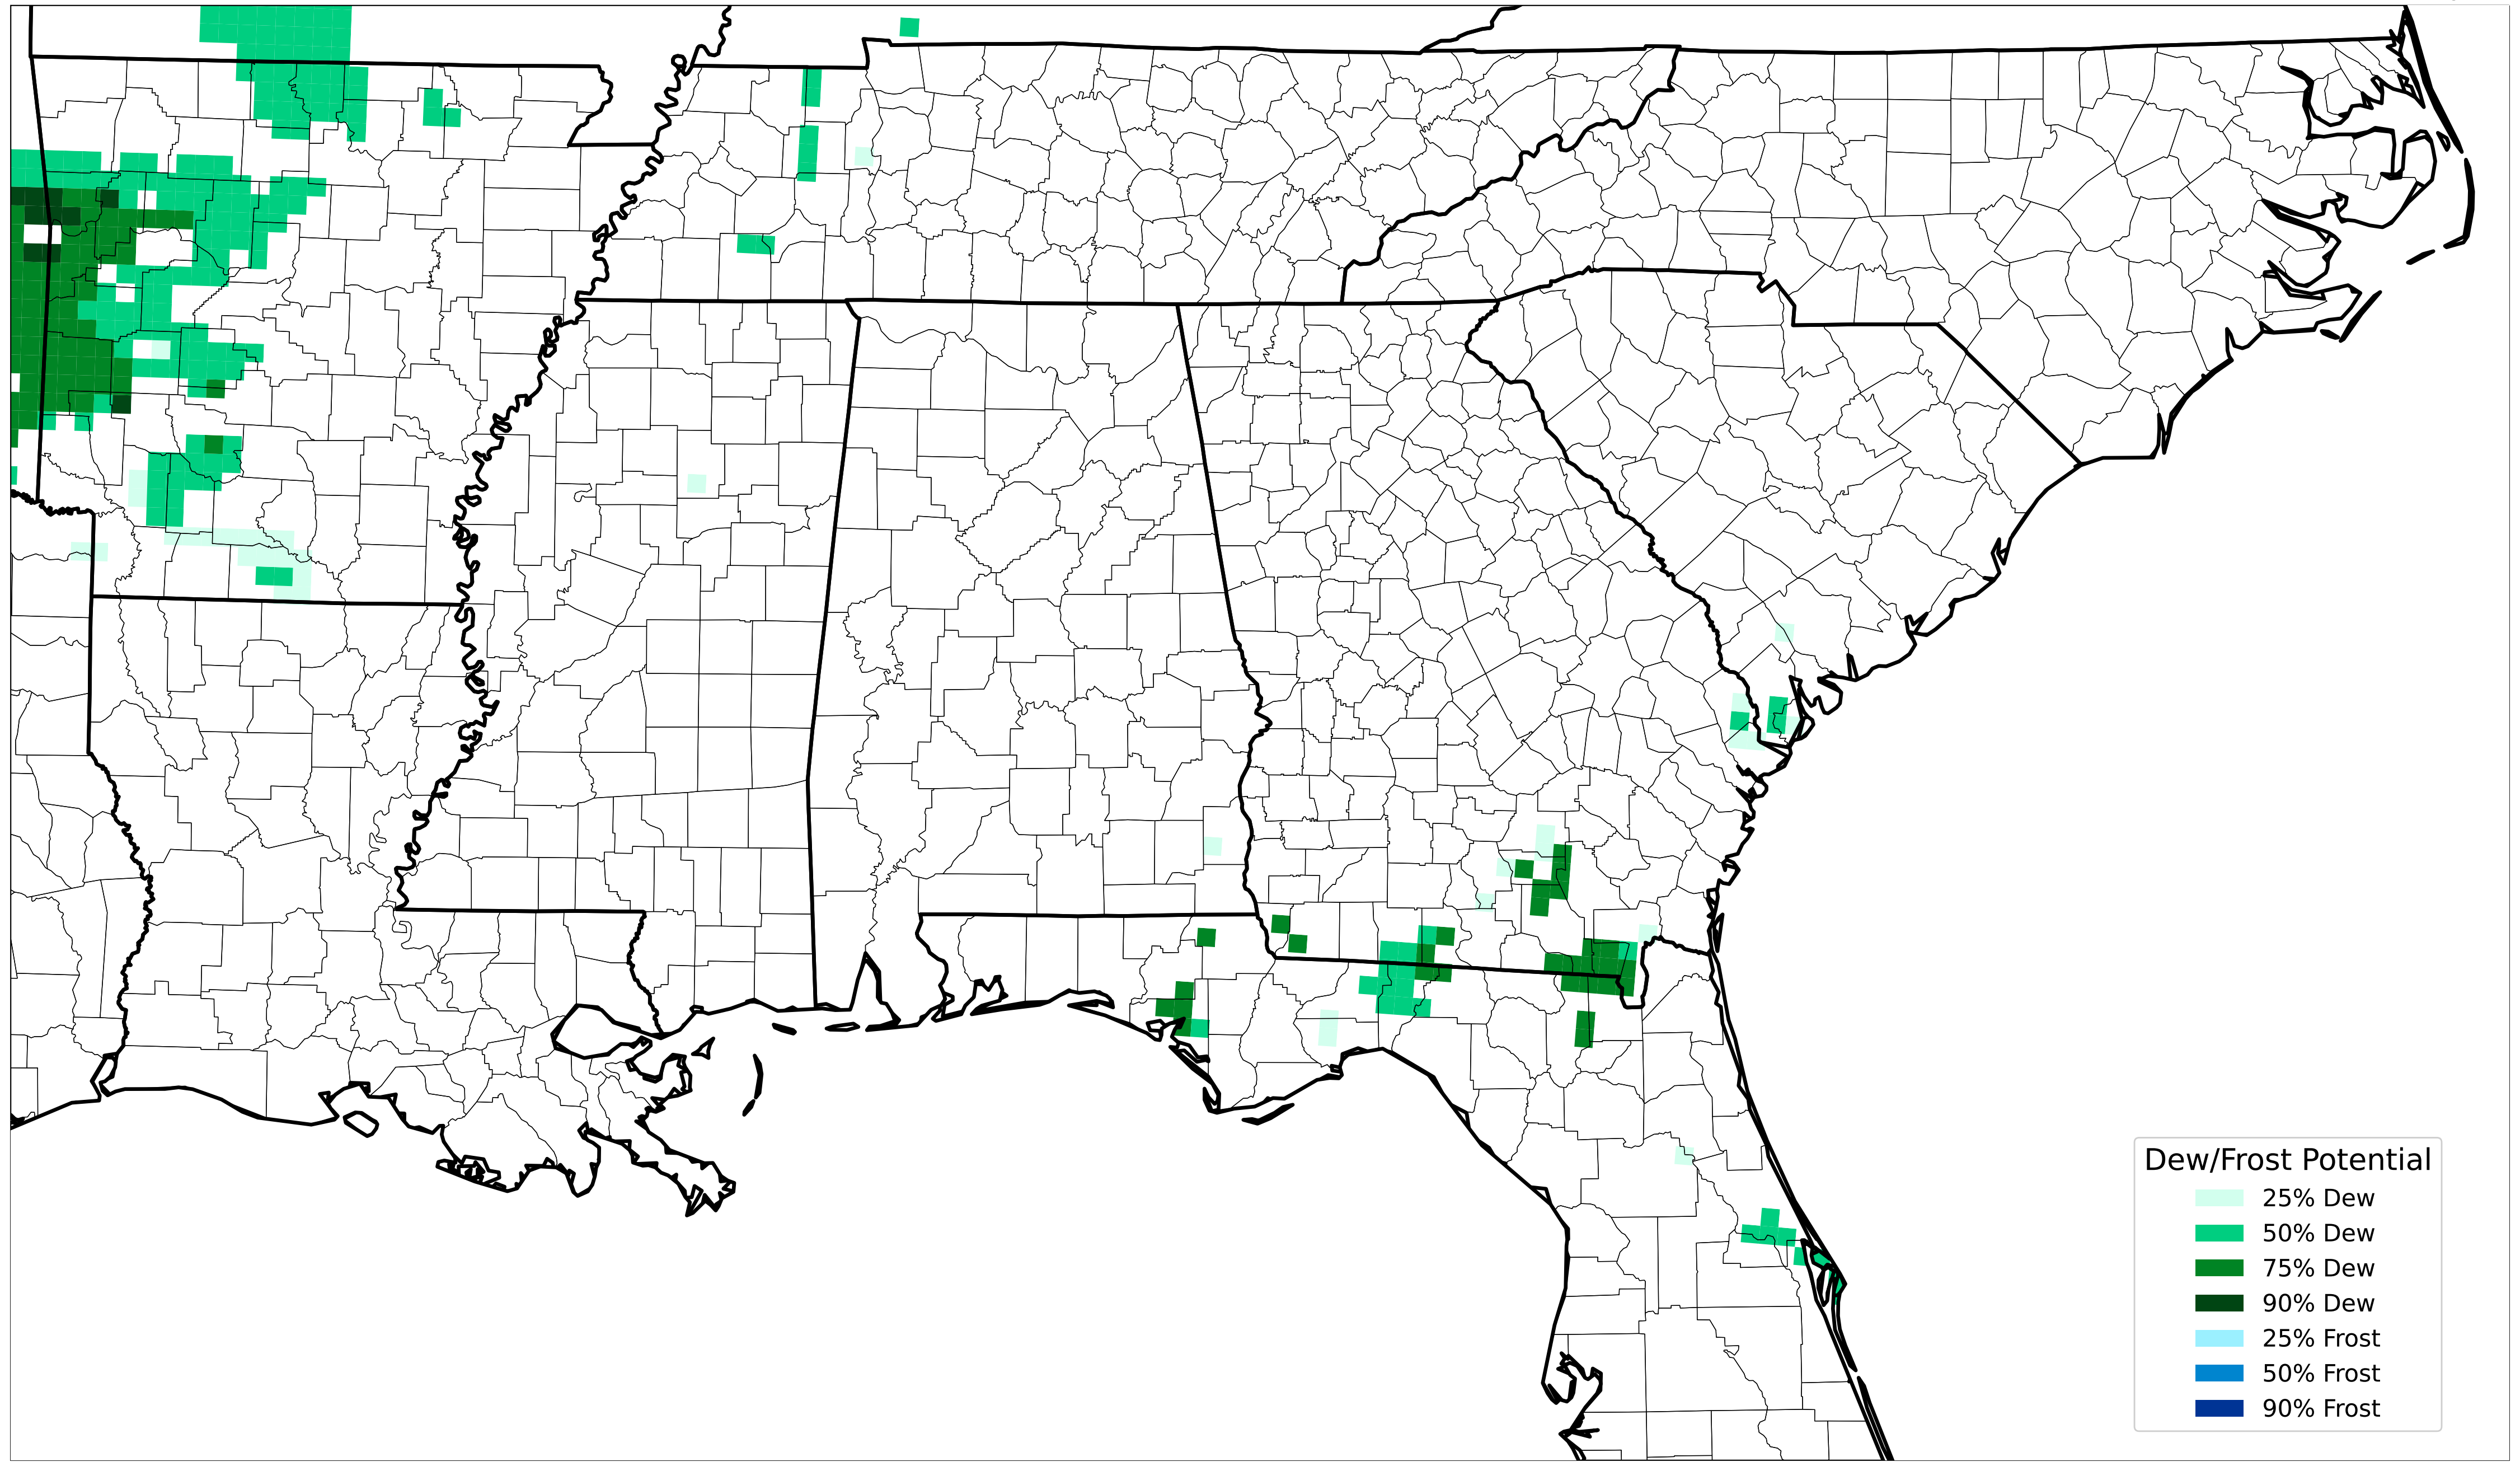 Dew/Frost Potential
25% Dew
50% Dew
75% Dew
90% Dew
25% Frost
50% Frost
90% Frost